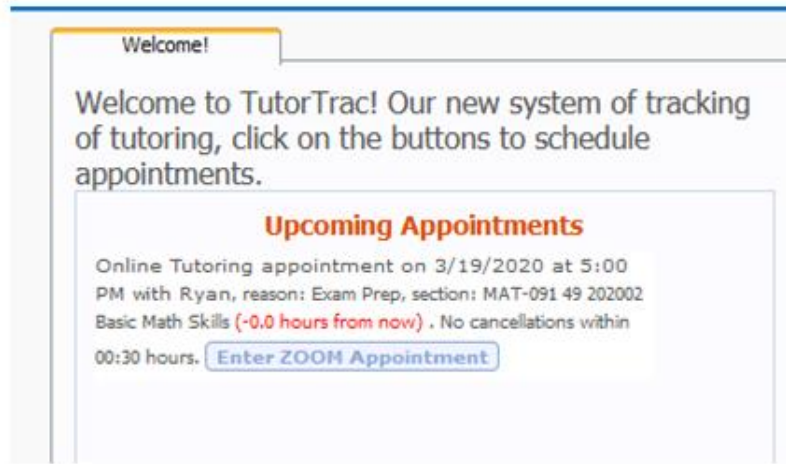 Welcome!
Welcome to TutorTrac! Our new system of tracking
of tutoring, click on the buttons to schedule
appointments.
Upcoming Appointments
Online Tutoring appointment on 3/19/2020 at 5:00
PM with Ryan, reason: Exam Prep, section: MAT-091 49 202002
Basic Math Skills (-0.0 hours from now) . No cancellations within
00:30 hours. Enter ZOOM Appointment